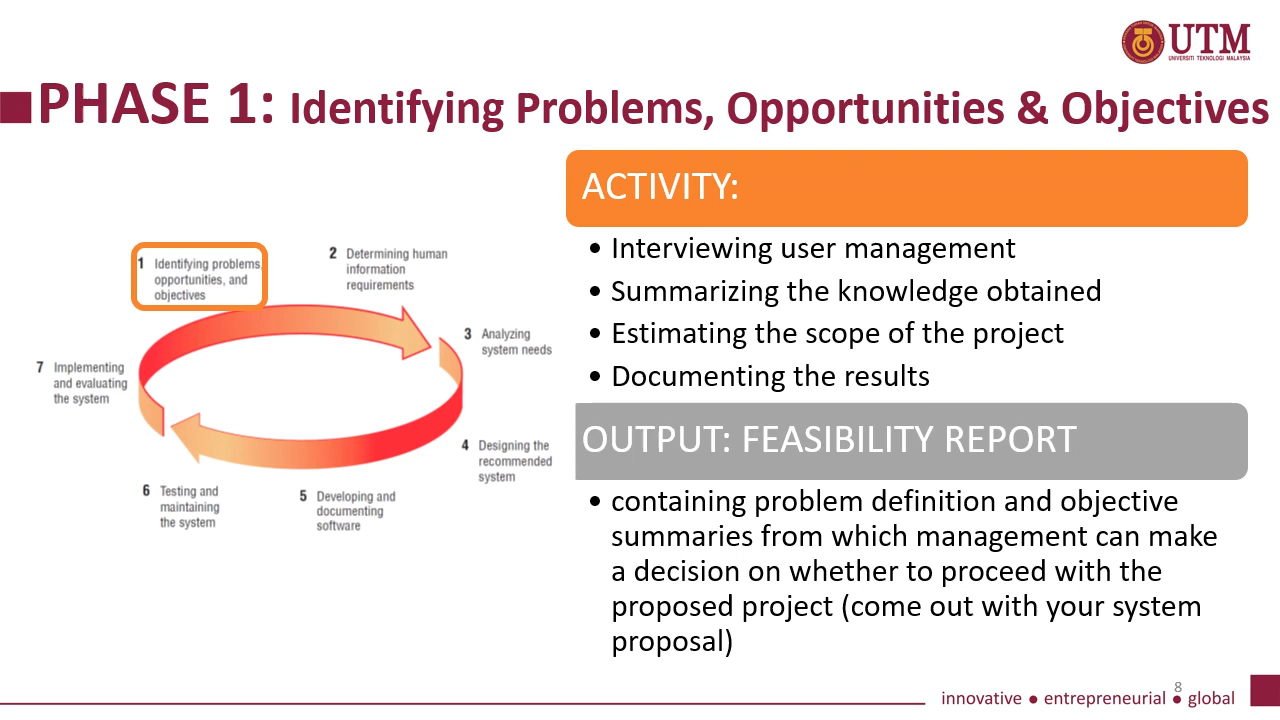 UTM
UNIVERSITI TEKNOLOGI MALAYSIA
PHASE 1: Identifying Problems, Opportunities & Objectives
1 Identifying problems,
opportunities, and
objectives
2 Determining human
information
requirements
3 Analyzing
system needs
4 Designing the
recommended
system
5 Developing and
documenting
software
6 Testing and
maintaining
the system
7 Implementing
and evaluating
the system
ACTIVITY:
• Interviewing user management
• Summarizing the knowledge obtained
• Estimating the scope of the project
• Documenting the results
OUTPUT: FEASIBILITY REPORT
• containing problem definition and objective
summaries from which management can make
a decision on whether to proceed with the
proposed project (come out with your system
proposal)
8
innovative ● entrepreneurial ● global